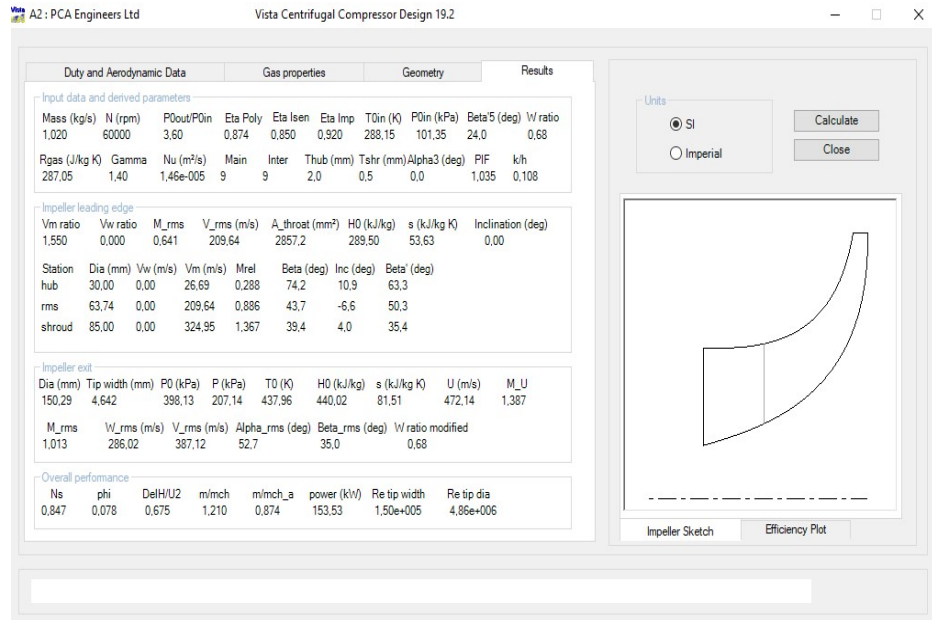 Vista A2 : PCA Engineers Ltd Vista Centrifugal Compressor Design 19.2
Duty and Aerodynamic Data Gas properties Geometry Results
Input data and derived parameters
Mass (kg/s) N (rpm) P0out/P0in Eta Poly Eta Isen Eta Imp T0in (K) P0in (kPa) Beta'5 (deg) W ratio
1,020 60000 3,60 0,874 0,850 0,920 288,15 101,35 24,0 0,68
Rgas (J/kg K) Gamma Nu (m²/s) Main Inter Thub (mm) Tshr (mm) Alpha3 (deg) PIF k/h
287,05 1,40 1,46e-005 9 9 2,0 0,5 0,0 1,035 0,108
Impeller leading edge
Vm ratio Vw ratio M_rms V_rms (m/s) A_throat (mm²) H0 (kJ/kg) s (kJ/kg K) Inclination (deg)
1,550 0,000 0,641 209,64 2857,2 289,50 53,63 0,00
Station Dia (mm) Vw (m/s) Vm (m/s) Mrel Beta (deg) Inc (deg) Beta' (deg)
hub 30,00 0,00 26,69 0,288 74,2 10,9 63,3
rms 63,74 0,00 209,64 0,886 43,7 -6,6 50,3
shroud 85,00 0,00 324,95 1,367 39,4 4,0 35,4
Impeller exit
Dia (mm) Tip width (mm) P0 (kPa) P (kPa) T0 (K) H0 (kJ/kg) s (kJ/kg K) U (m/s) M_U
150,29 4,642 398,13 207,14 437,96 440,02 81,51 472,14 1,387
M_rms W_rms (m/s) V_rms (m/s) Alpha_rms (deg) Beta_rms (deg) W ratio modified
1,013 286,02 387,12 52,7 35,0 0,68
Overall performance
Ns phi DelH/U2 m/mch m/mch_a power (kW) Re tip width Re tip dia
0,847 0,078 0,675 1,210 0,874 153,53 1,50e+005 4,86e+006
Units
SI
Imperial
Calculate
Close
Impeller Sketch Efficiency Plot